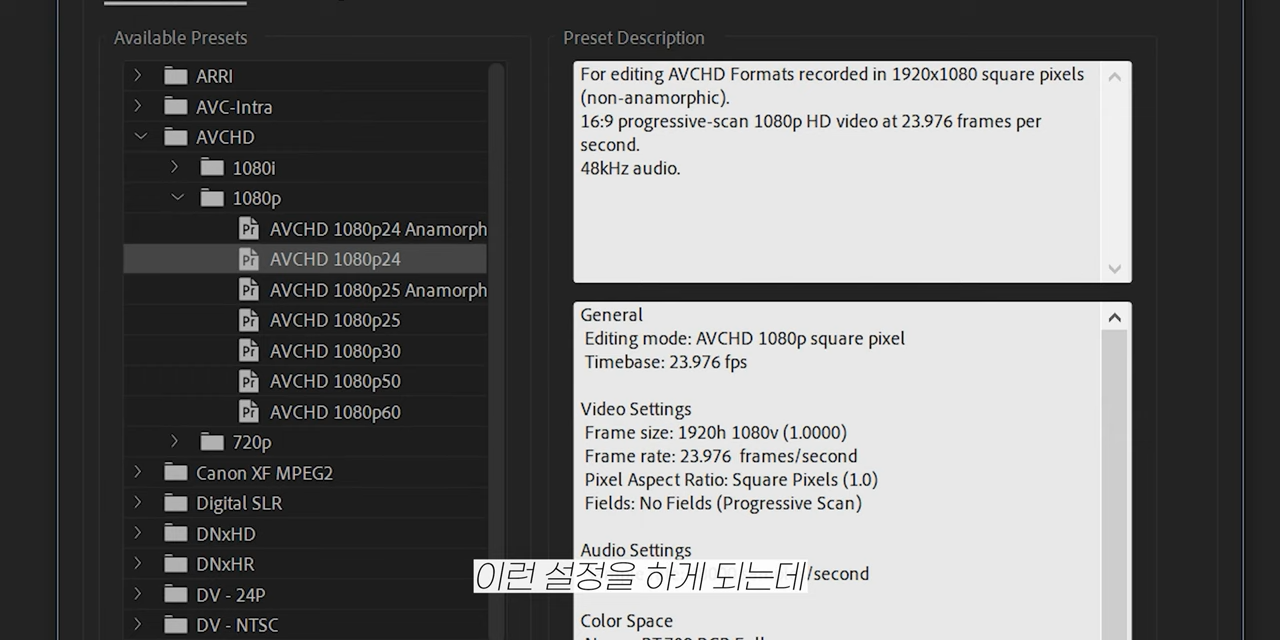 Available Presets
ARRI
AVC-Intra
AVCHD
1080i
1080p
AVCHD 1080p24 Anamorph
AVCHD 1080p24
AVCHD 1080p25 Anamorph
AVCHD 1080p25
AVCHD 1080p30
AVCHD 1080p50
AVCHD 1080p60
720p
Canon XF MPEG2
Digital SLR
DNxHD
DNxHR
DV - 24P
DV - NTSC
Preset Description
For editing AVCHD Formats recorded in 1920x1080 square pixels
(non-anamorphic).
16:9 progressive-scan 1080p HD video at 23.976 frames per
second.
48kHz audio.
General
Editing mode: AVCHD 1080p square pixel
Timebase: 23.976 fps
Video Settings
Frame size: 1920h 1080v (1.0000)
Frame rate: 23.976 frames/second
Pixel Aspect Ratio: Square Pixels (1.0)
Fields: No Fields (Progressive Scan)
Audio Settings
/second
Color Space
이런 설정을 하게 되는데